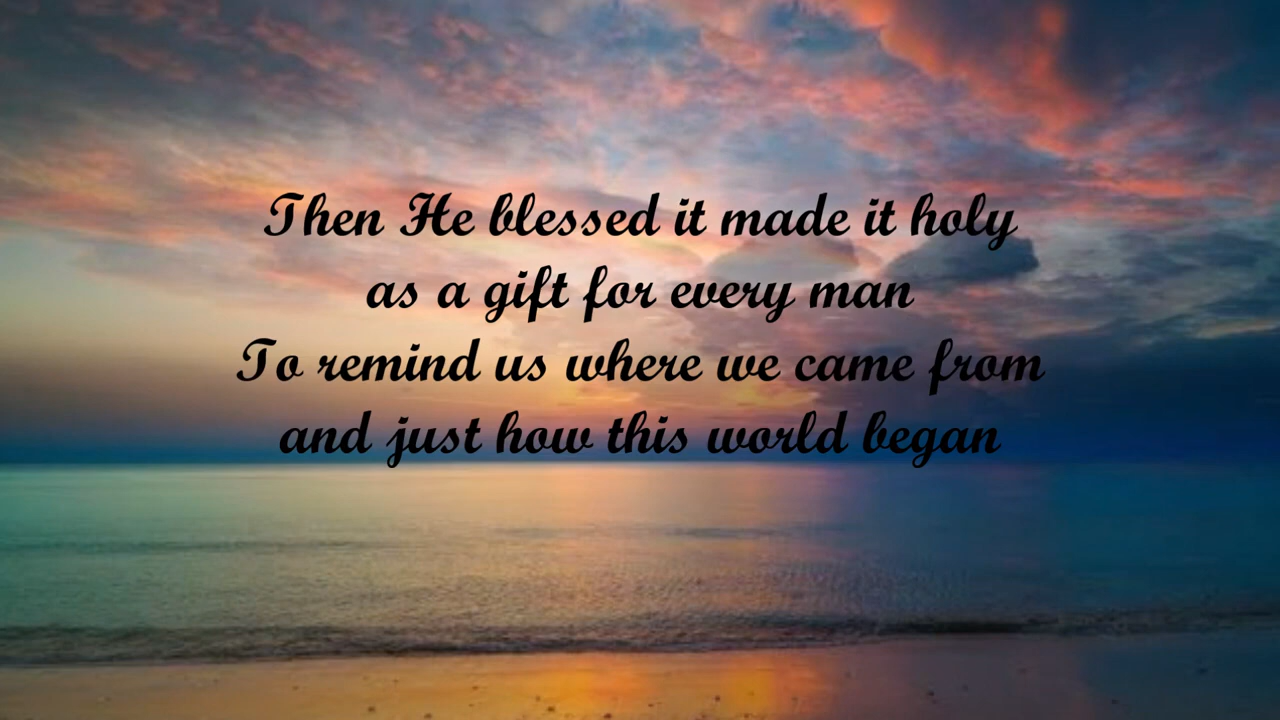 Then He blessed it made it holy
as a gift for every man
To remind us where we came from
and just how this world began